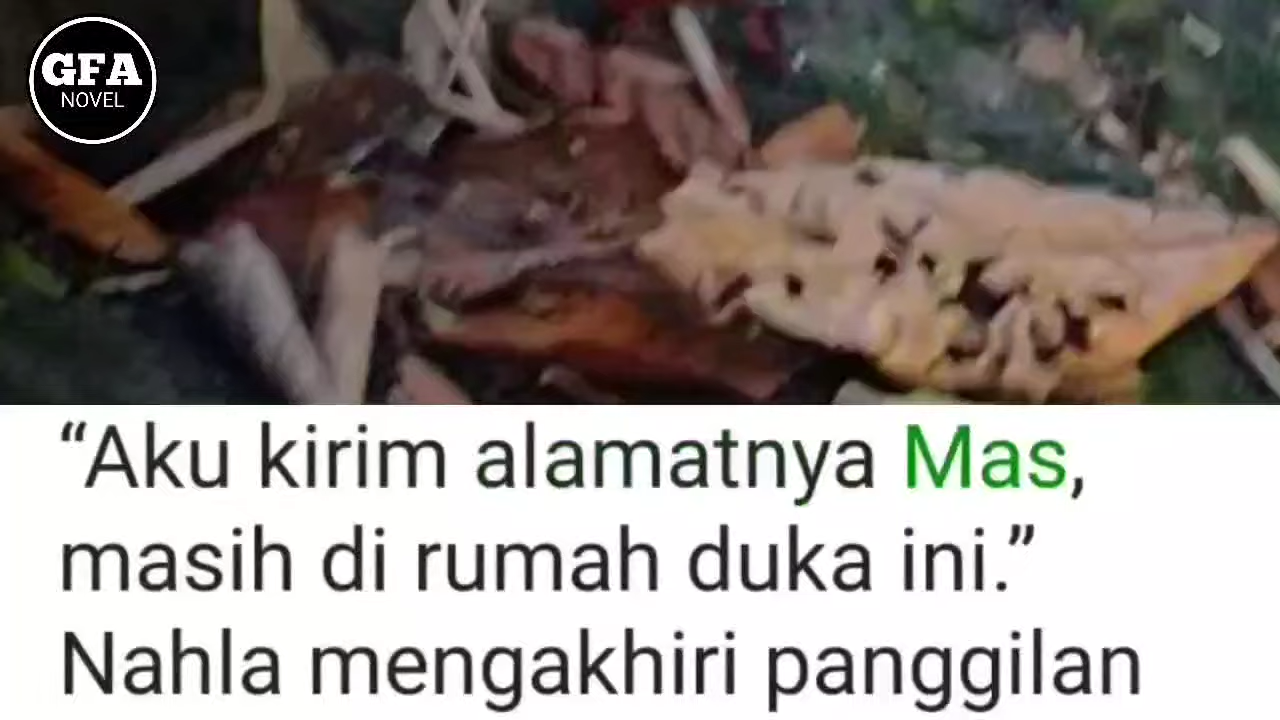 GFA
NOVEL
“Aku kirim alamatnya Mas,
masih di rumah duka ini.”
Nahla mengakhiri panggilan